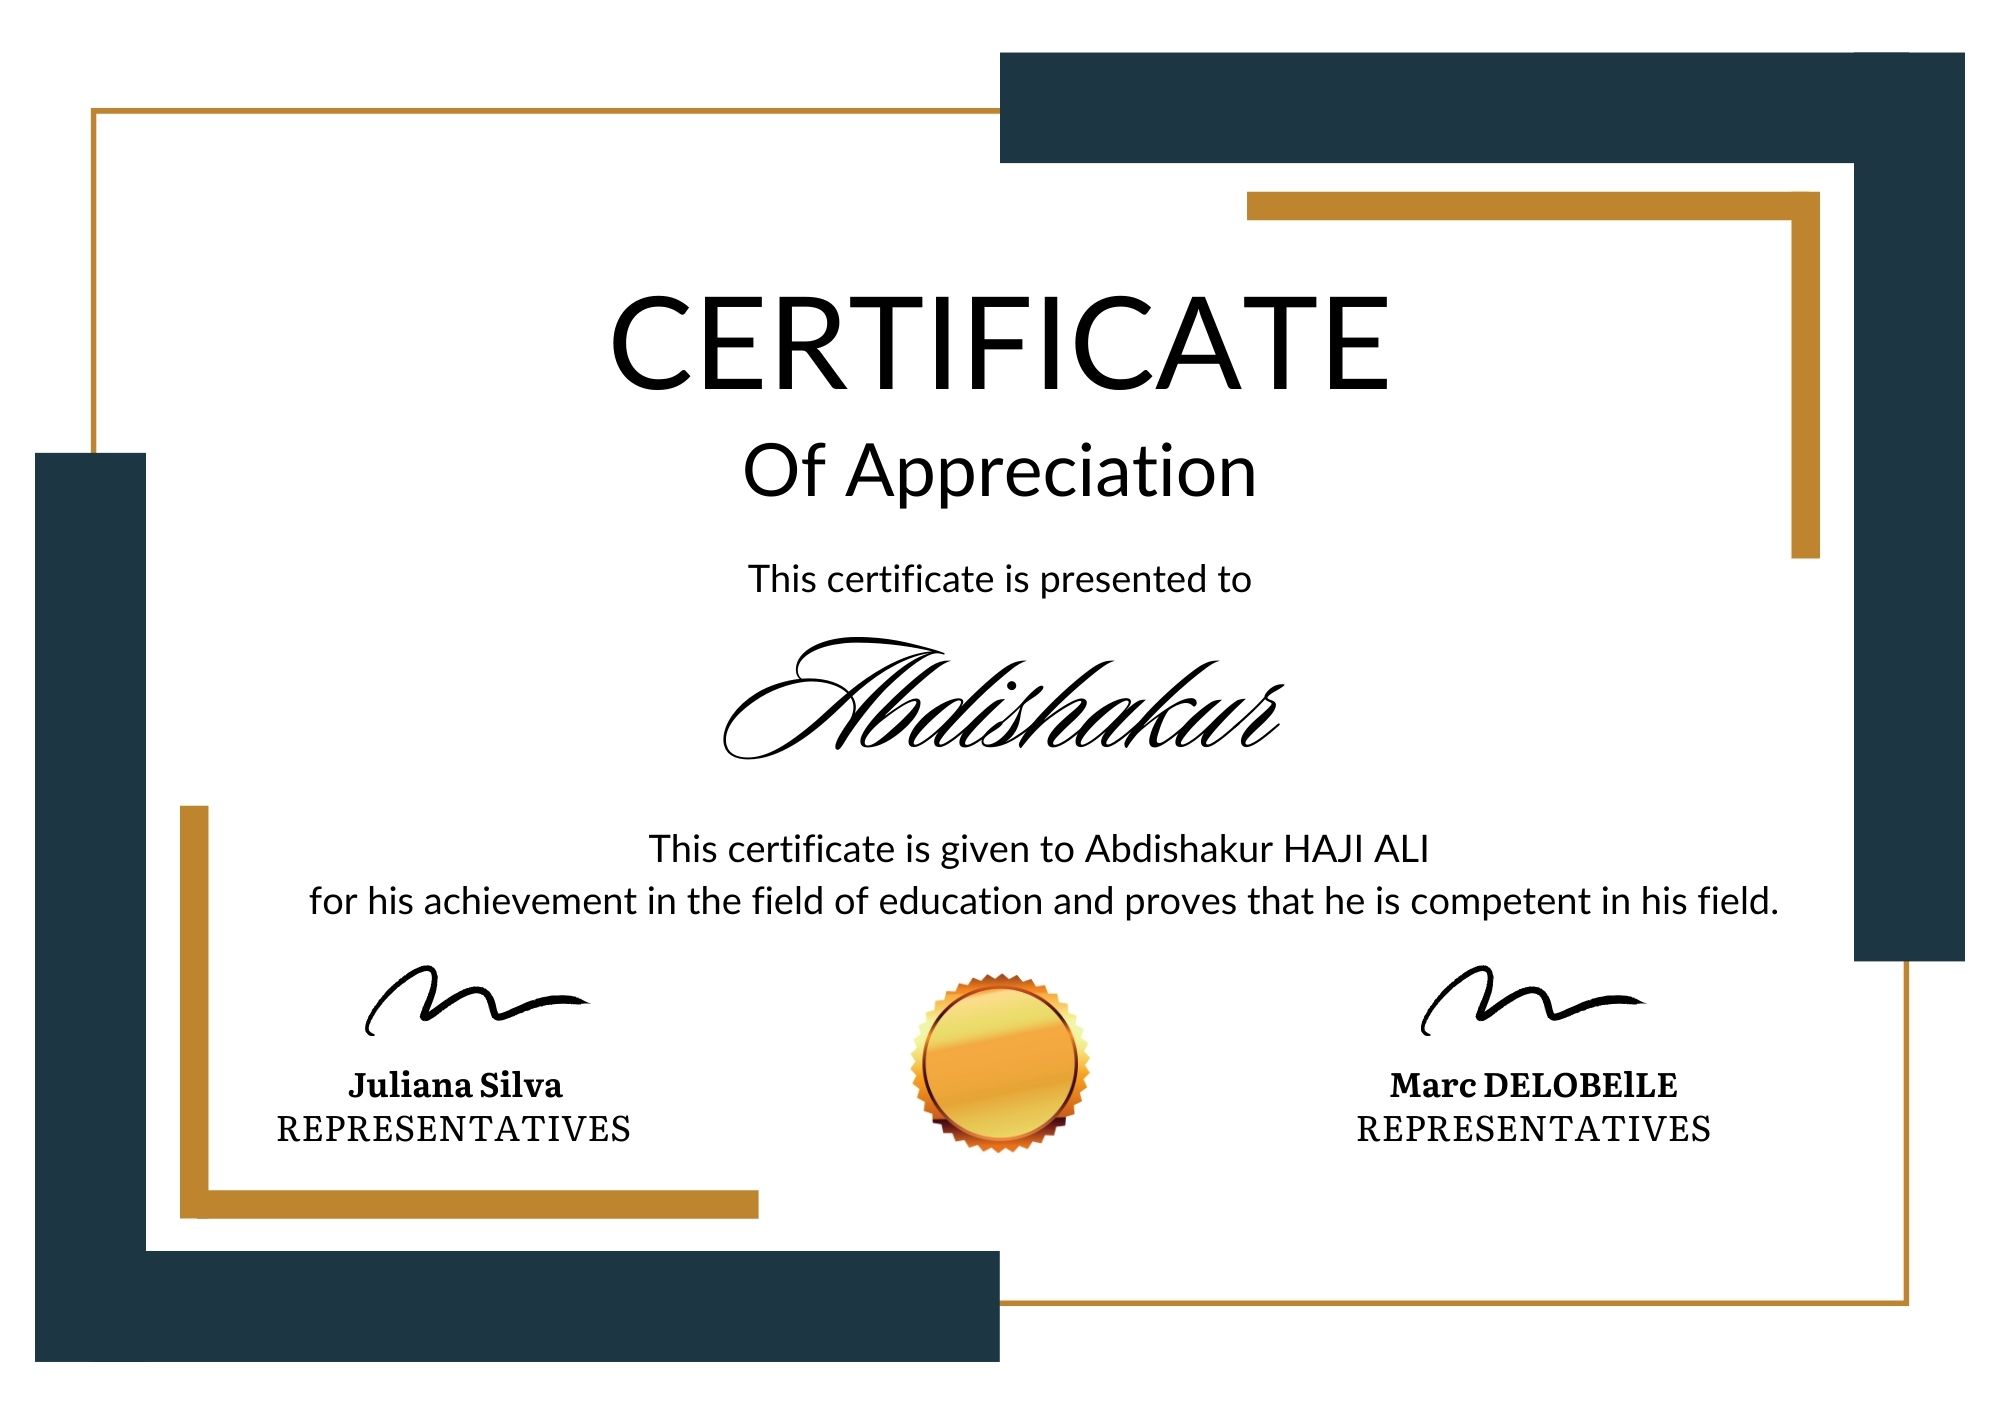 CERTIFICATE
Of Appreciation
This certificate is presented to
Abdishakur
This certificate is given to Abdishakur HAJI ALI
for his achievement in the field of education and proves that he is competent in his field.
Juliana Silva
REPRESENTATIVES
Marc DELOBElLE
REPRESENTATIVES